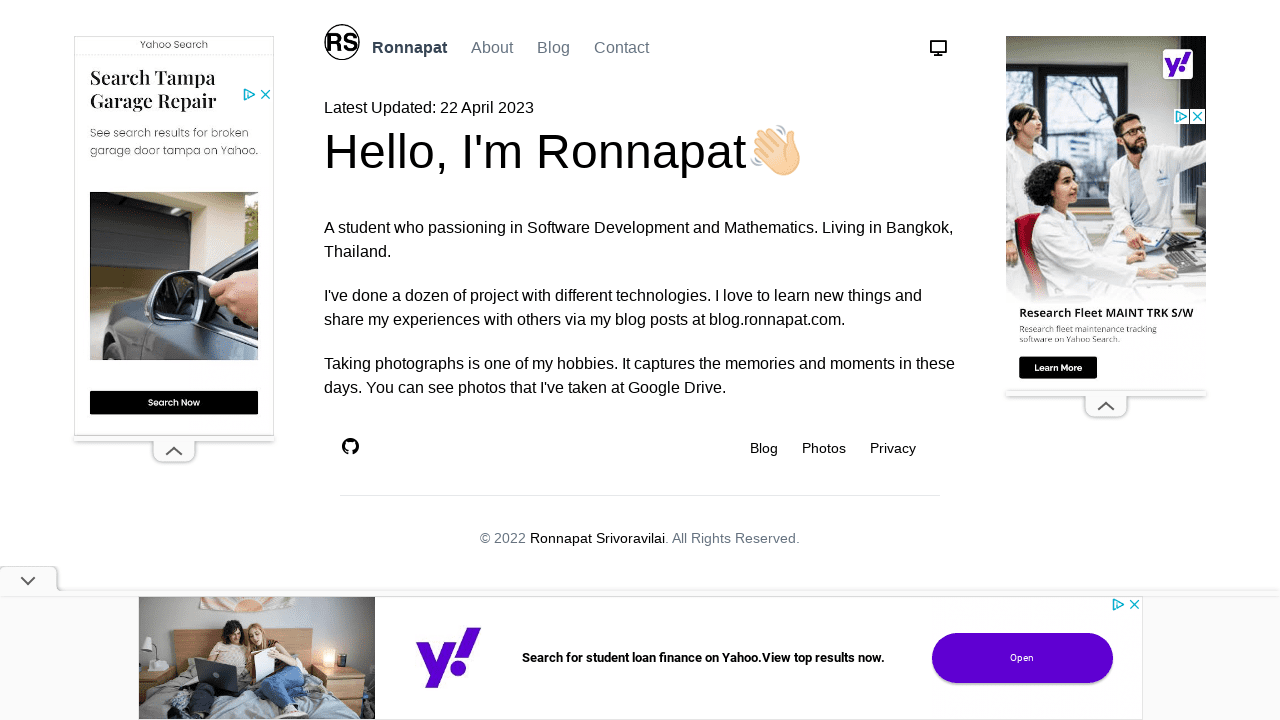 RS
Ronnapat
About
Blog
Contact
Latest Updated: 22 April 2023
Hello, I'm Ronnapat👋🏼
A student who passioning in Software Development and Mathematics. Living in Bangkok,
Thailand.
I've done a dozen of project with different technologies. I love to learn new things and
share my experiences with others via my blog posts at blog.ronnapat.com.
Taking photographs is one of my hobbies. It captures the memories and moments in these
days. You can see photos that I've taken at Google Drive.
Blog
Photos
Privacy
© 2022 Ronnapat Srivoravilai. All Rights Reserved.
Yahoo Search
Search Tampa
Garage Repair
See search results for broken
garage door tampa on Yahoo.
Search Now
y!
Research Fleet MAINT TRK S/W
Research fleet maintenance tracking
software on Yahoo Search.
Learn More
y!
Search for student loan finance on Yahoo.View top results now.
Open